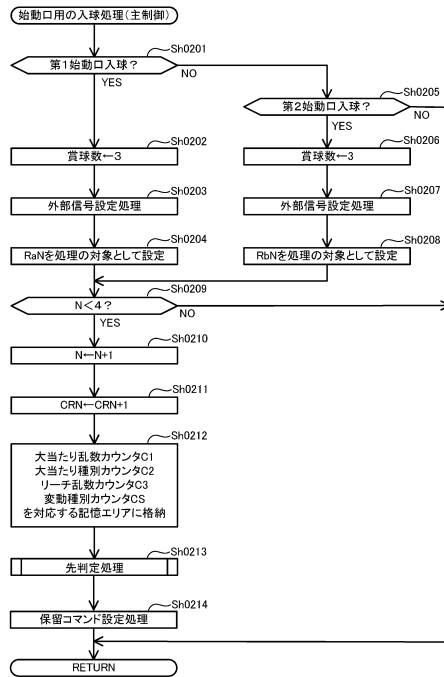 始動口用の入球処理(主制御)
Sh0201
第1始動口入球？
YES
NO
Sh0205
第2始動口入球？
YES
NO
Sh0202
賞球数←3
Sh0206
賞球数←3
Sh0203
外部信号設定処理
Sh0207
外部信号設定処理
Sh0204
RaNを処理の対象として設定
Sh0208
RbNを処理の対象として設定
Sh0209
N<4？
YES
NO
Sh0210
N←N+1
Sh0211
CRN←CRN+1
Sh0212
大当たり乱数カウンタC1
大当たり種別カウンタC2
リーチ乱数カウンタC3
変動種別カウンタCS
を対応する記憶エリアに格納
Sh0213
先判定処理
Sh0214
保留コマンド設定処理
RETURN